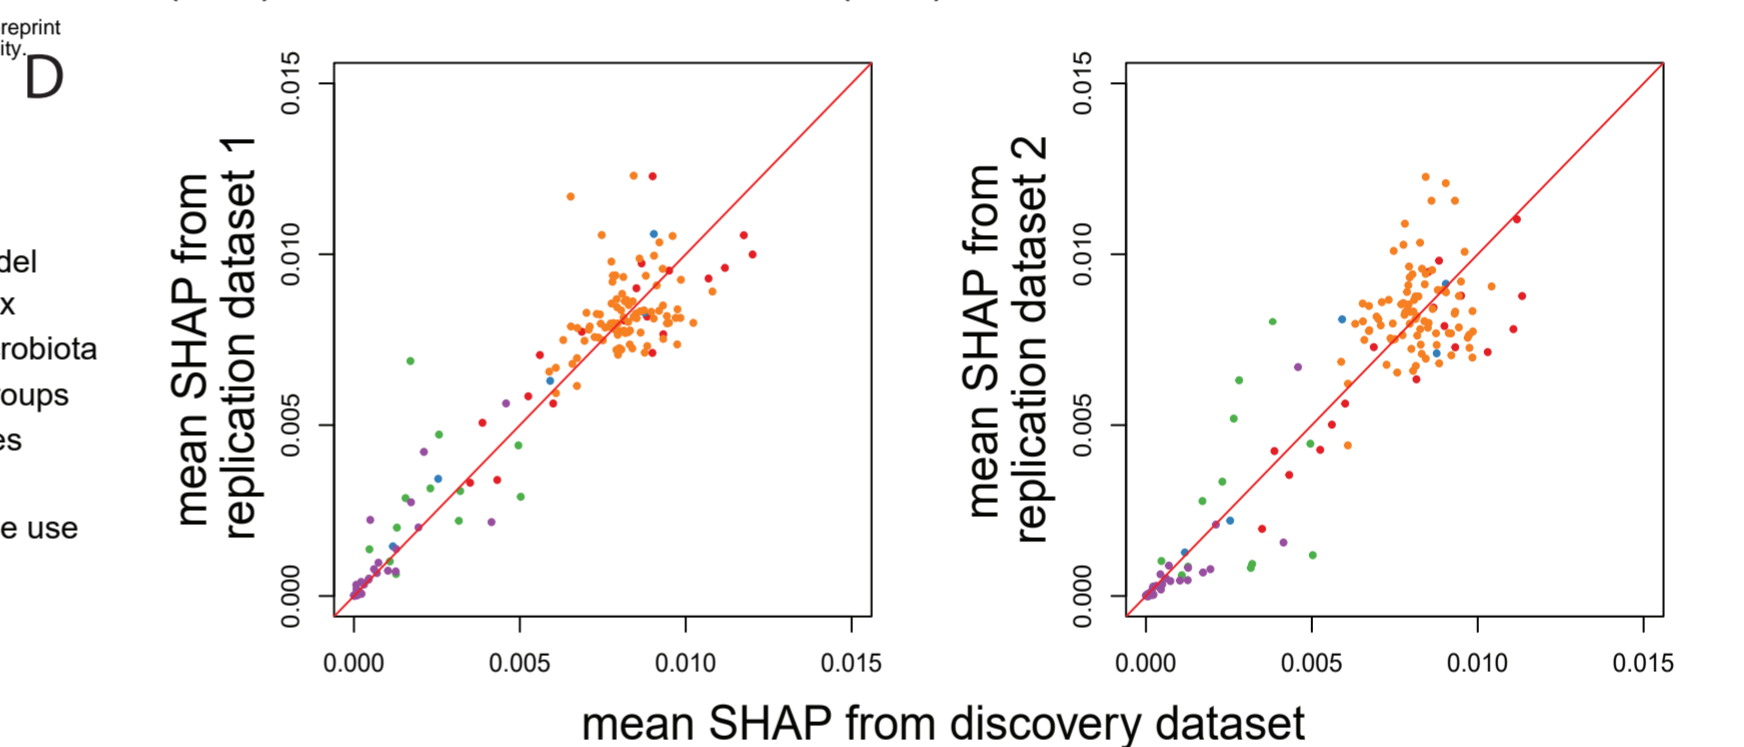 reprint
ity.
D
del
x
robiota
roups
es
e use
mean SHAP from
replication dataset 1
0.015
0.010
0.005
0.000
0.000 0.005 0.010 0.015
mean SHAP from
replication dataset 2
0.015
0.010
0.005
0.000
0.000 0.005 0.010 0.015
mean SHAP from discovery dataset